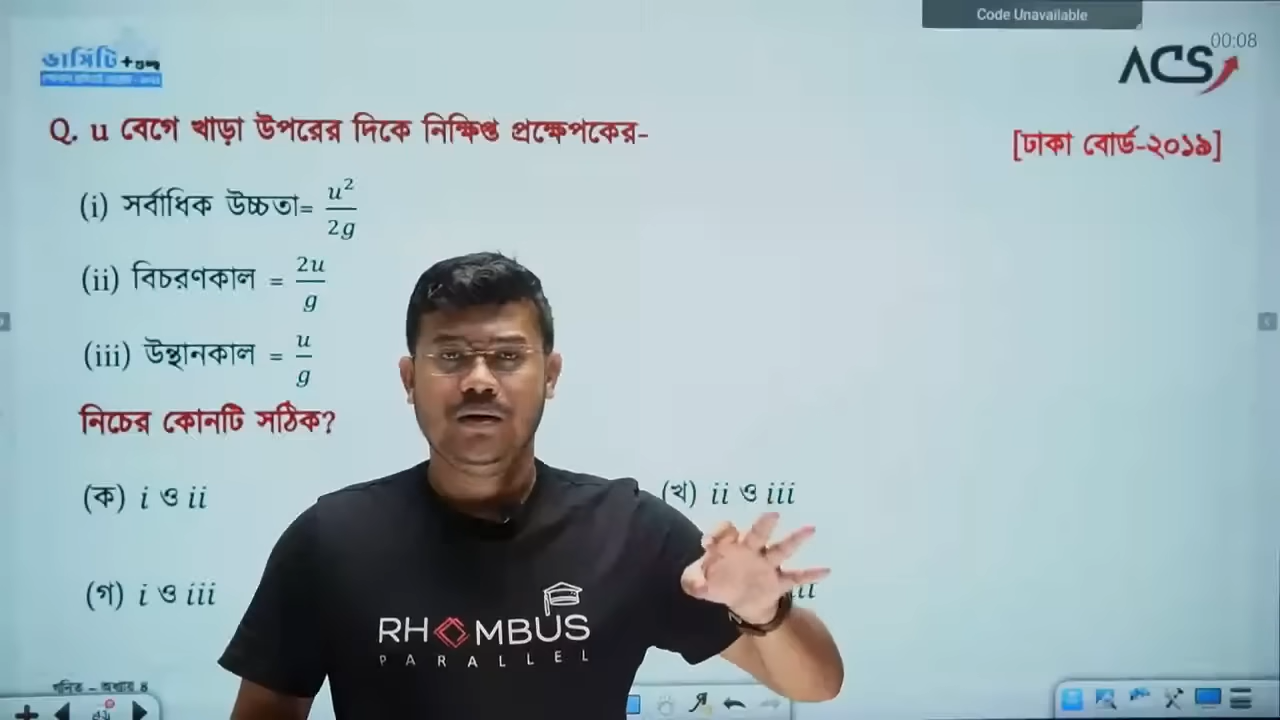 Code Unavailable
00:08
ভার্সিটি+গুচ্ছ
ACS
Q. u বেগে খাড়া উপরের দিকে নিক্ষিপ্ত প্রক্ষেপকের-
[ঢাকা বোর্ড-২০১৯]
(i) সর্বাধিক উচ্চতা= u²/2g
(ii) বিচরণকাল = 2u/g
(iii) উত্থানকাল = u/g
নিচের কোনটি সঠিক?
(ক) i ও ii
(খ) ii ও iii
(গ) i ও iii
RHOMBUS
PARALLEL